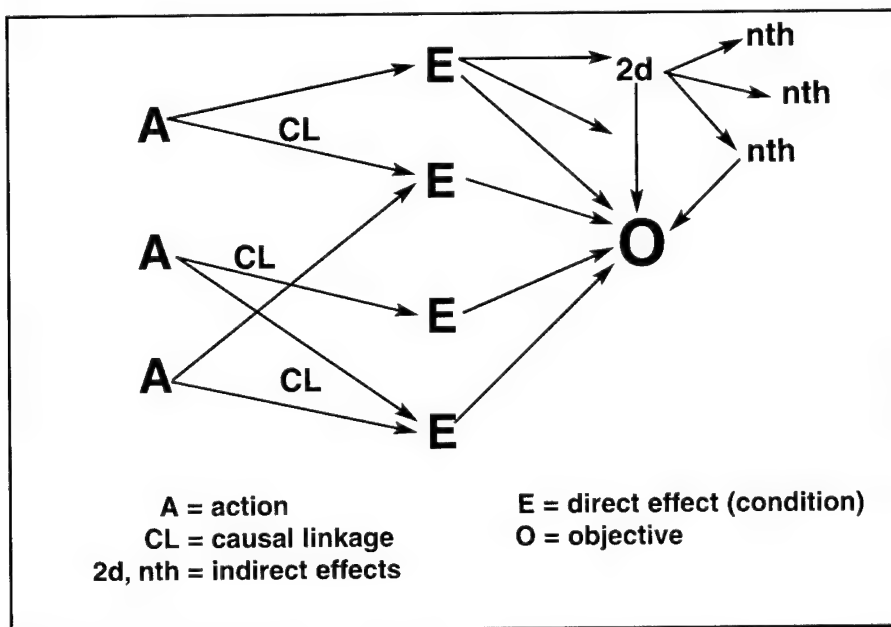 nth
E
2d
nth
A
CL
nth
E
O
A
CL
E
A
CL
E
A = action
CL = causal linkage
2d, nth = indirect effects
E = direct effect (condition)
O = objective